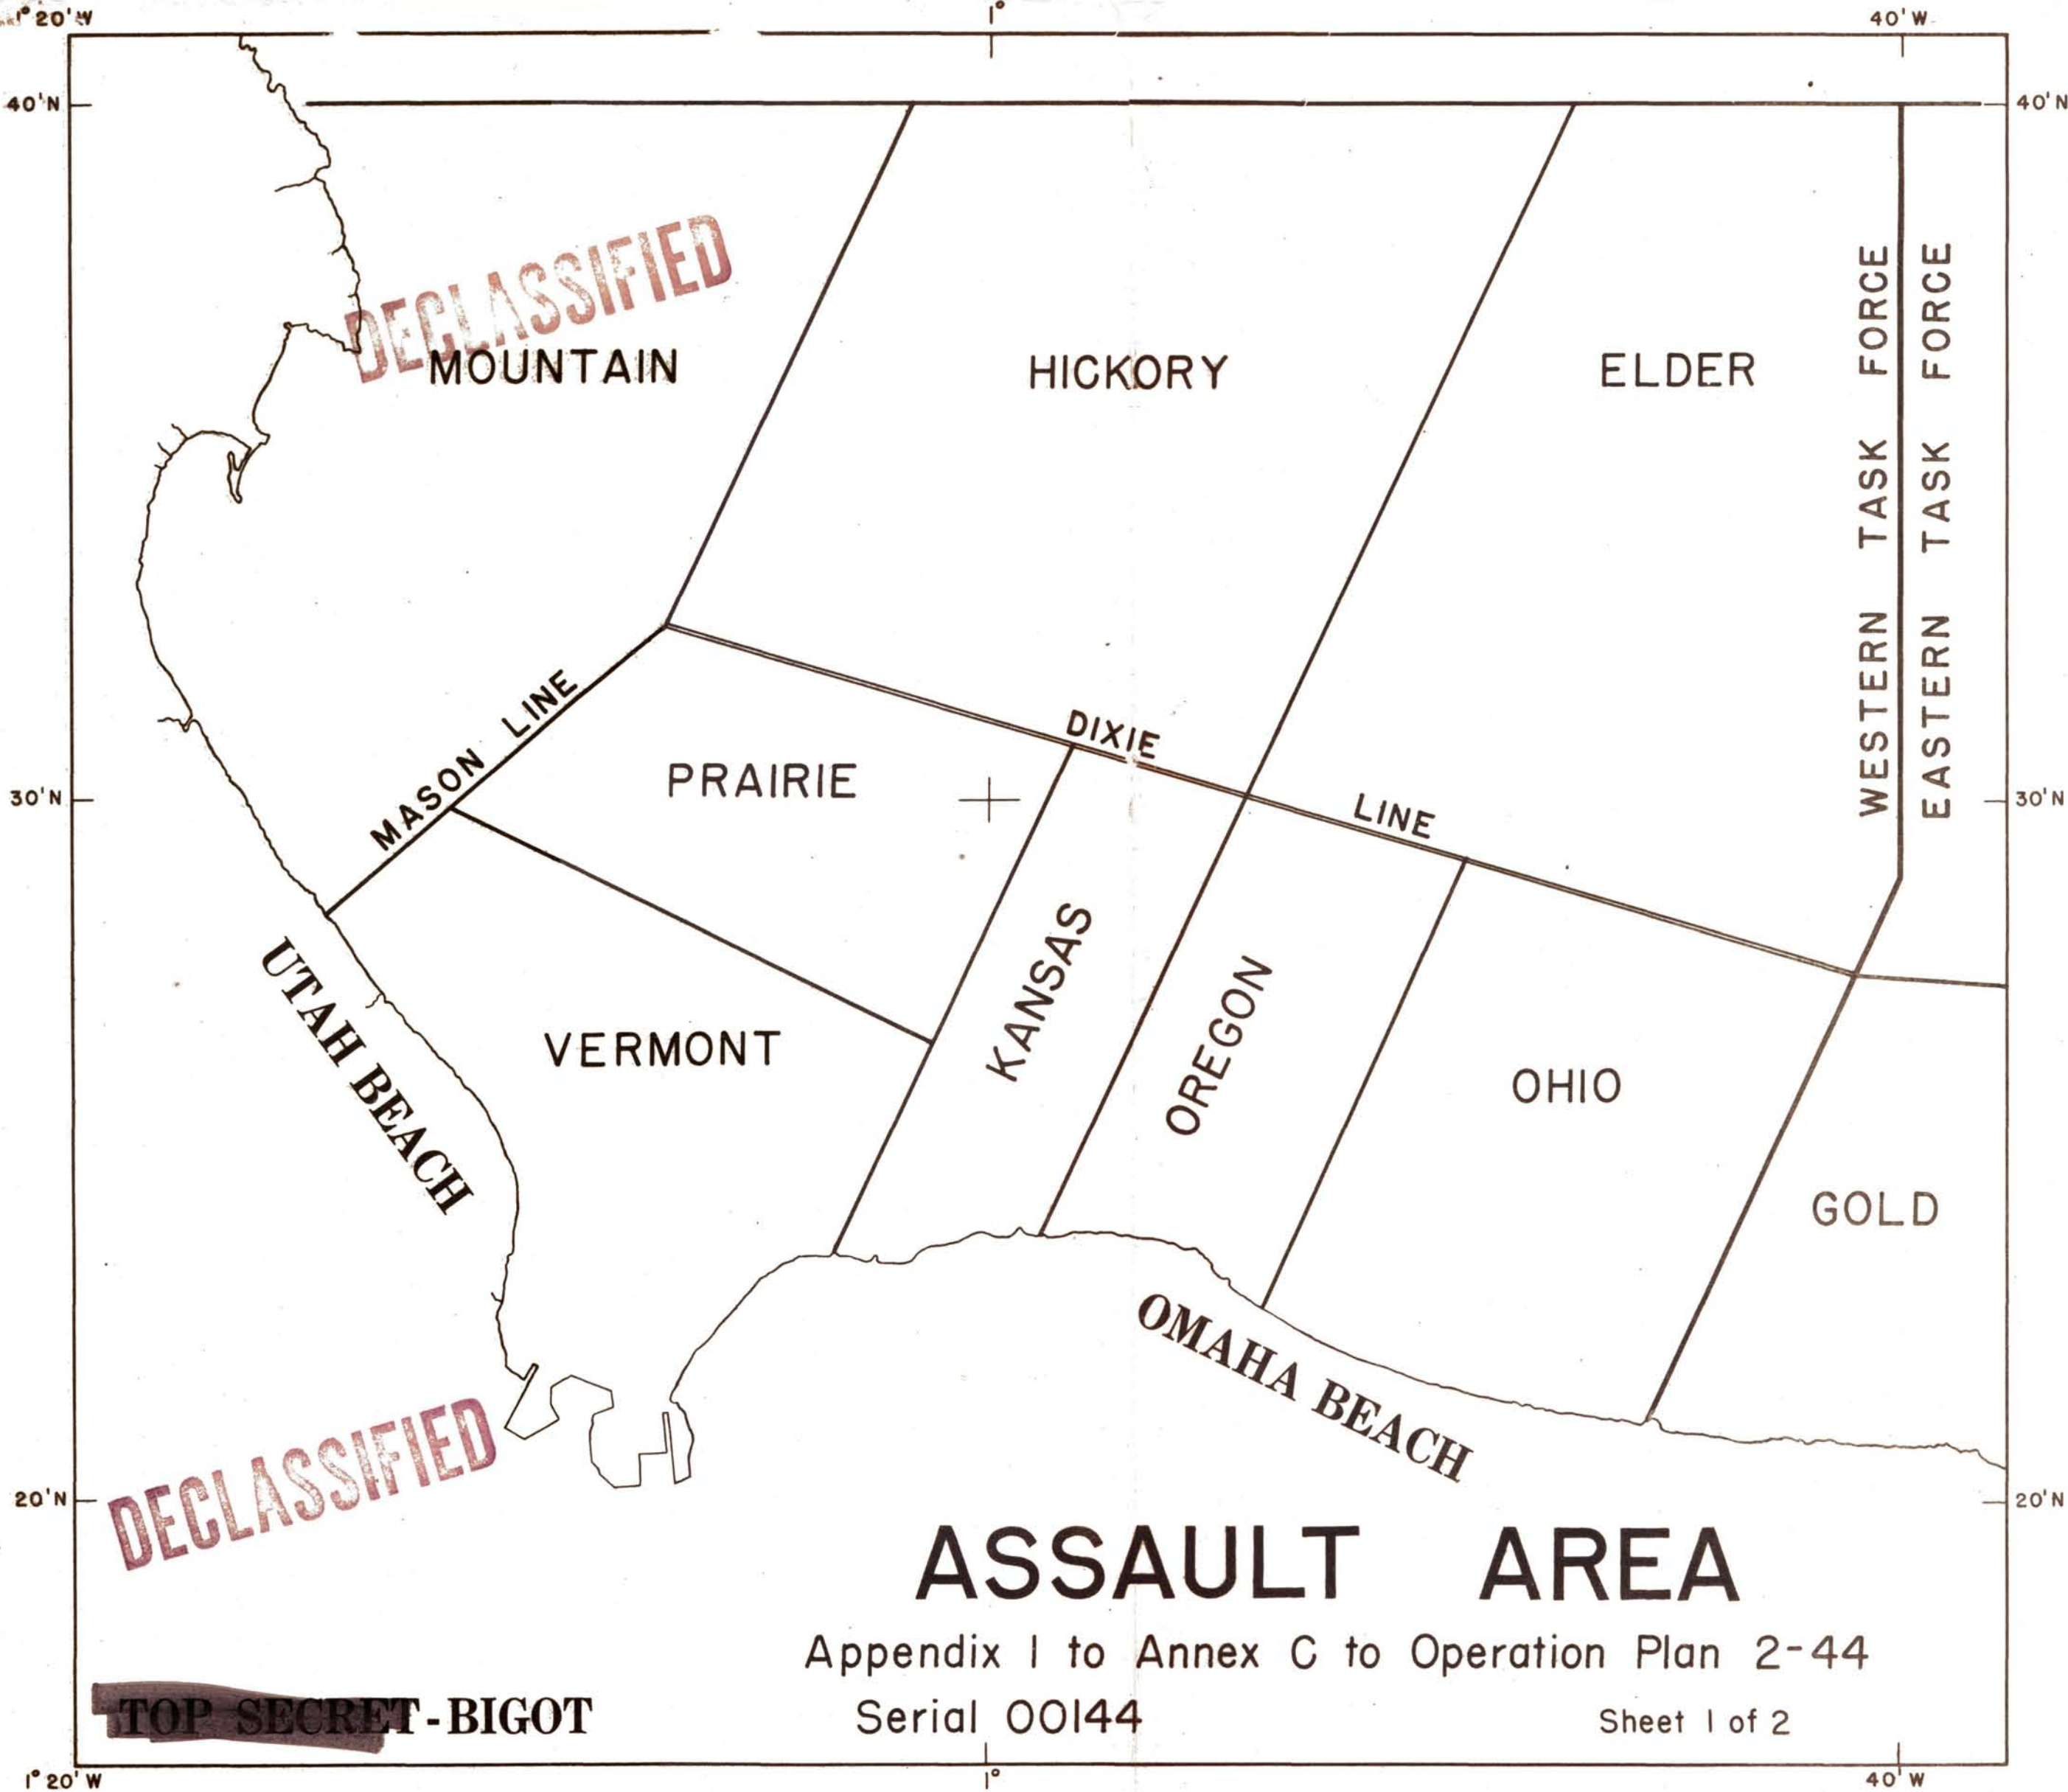 1° 20' W
1°
40' W
40' N
40' N
DECLASSIFIED
MOUNTAIN
HICKORY
ELDER
WESTERN TASK FORCE
EASTERN TASK FORCE
MASON LINE
DIXIE LINE
PRAIRIE
30' N
30' N
KANSAS
OREGON
UTAH BEACH
VERMONT
OHIO
GOLD
OMAHA BEACH
DECLASSIFIED
20' N
20' N
ASSAULT AREA
Appendix 1 to Annex C to Operation Plan 2-44
TOP SECRET-BIGOT
Serial 00144
Sheet 1 of 2
1° 20' W
1°
40' W